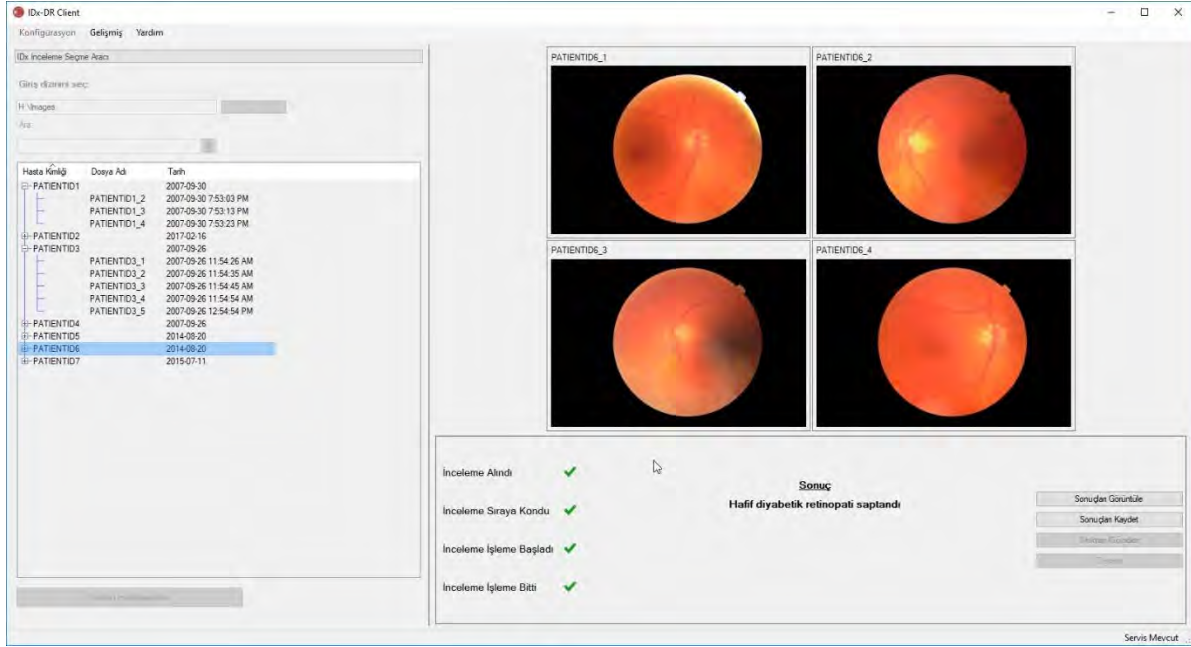 IDx-DR Client
Konfigürasyon Gelişmiş Yardım
IDx İnceleme Seçme Aracı
Giriş dizinini seç:
H:\Images
Ara:
Hasta Kimliği Dosya Adı Tarih
PATIENTID1 2007-09-30
PATIENTID1_2 2007-09-30 7:53:03 PM
PATIENTID1_3 2007-09-30 7:53:13 PM
PATIENTID1_4 2007-09-30 7:53:23 PM
PATIENTID2 2017-02-16
PATIENTID3 2007-09-26
PATIENTID3_1 2007-09-26 11:54:26 AM
PATIENTID3_2 2007-09-26 11:54:35 AM
PATIENTID3_3 2007-09-26 11:54:45 AM
PATIENTID3_4 2007-09-26 11:54:54 AM
PATIENTID3_5 2007-09-26 12:54:54 PM
PATIENTID4 2007-09-26
PATIENTID5 2014-08-20
PATIENTID6 2014-08-20
PATIENTID7 2015-07-11
PATIENTID6_1
PATIENTID6_2
PATIENTID6_3
PATIENTID6_4
İnceleme Alındı
İnceleme Sıraya Kondu
İnceleme İşleme Başladı
İnceleme İşleme Bitti
Sonuç
Hafif diyabetik retinopati saptandı
Sonuçları Görüntüle
Sonuçları Kaydet
Servis Mevcut